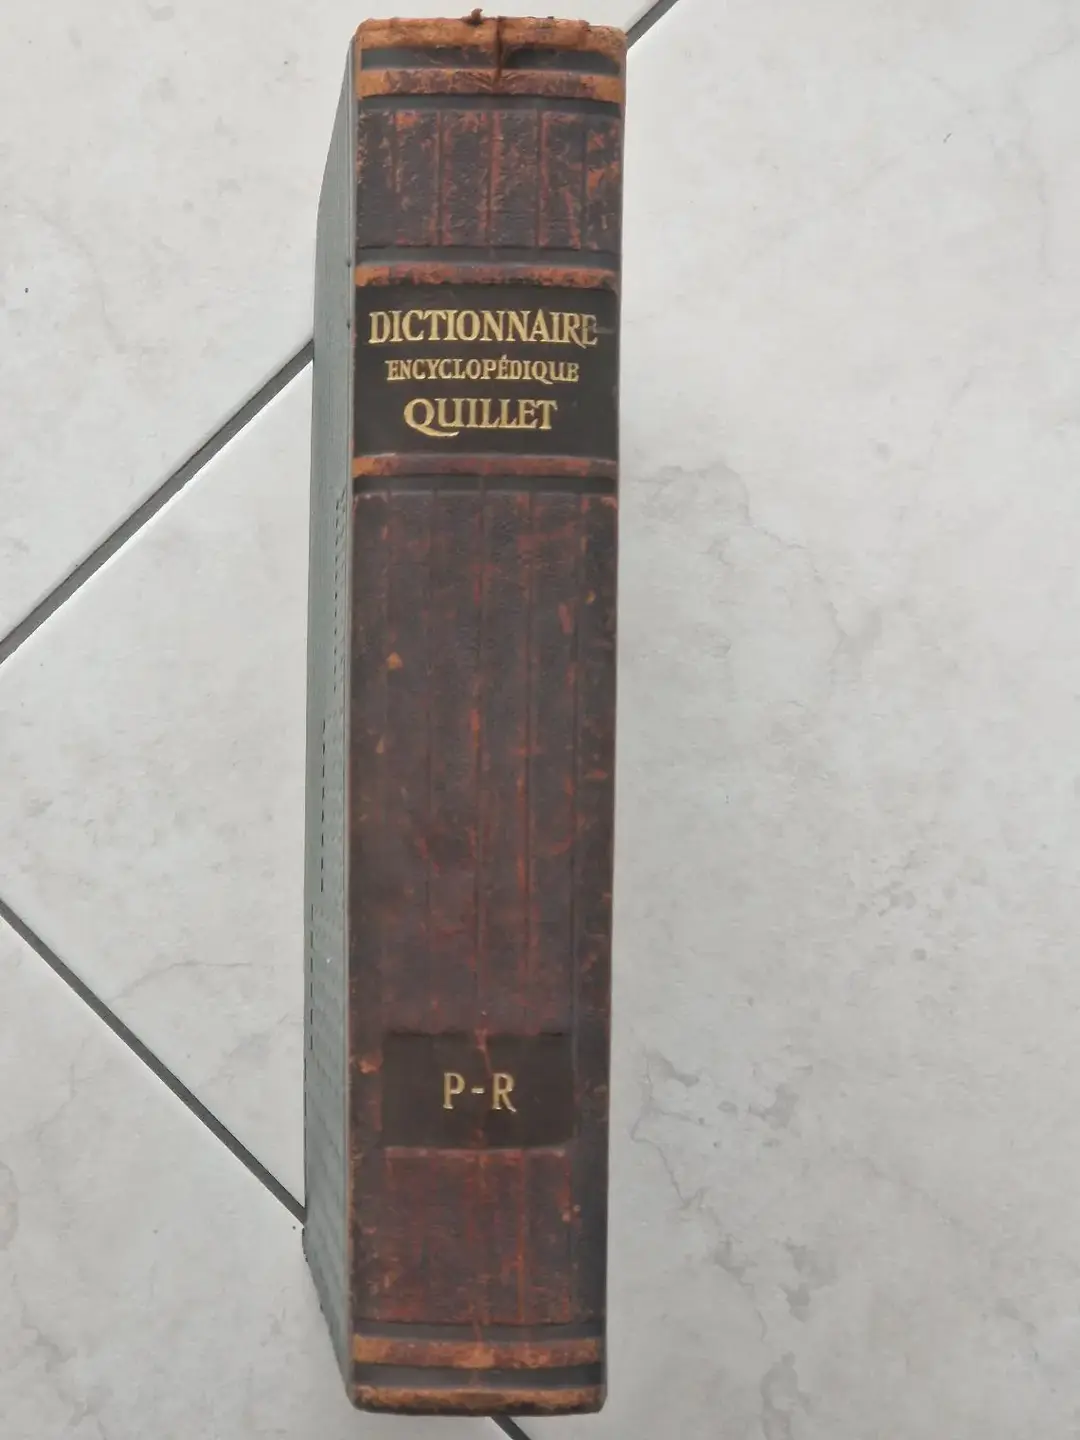 DICTIONNAIRE
ENCYCLOPÉDIQUE
QUILLET
P-R